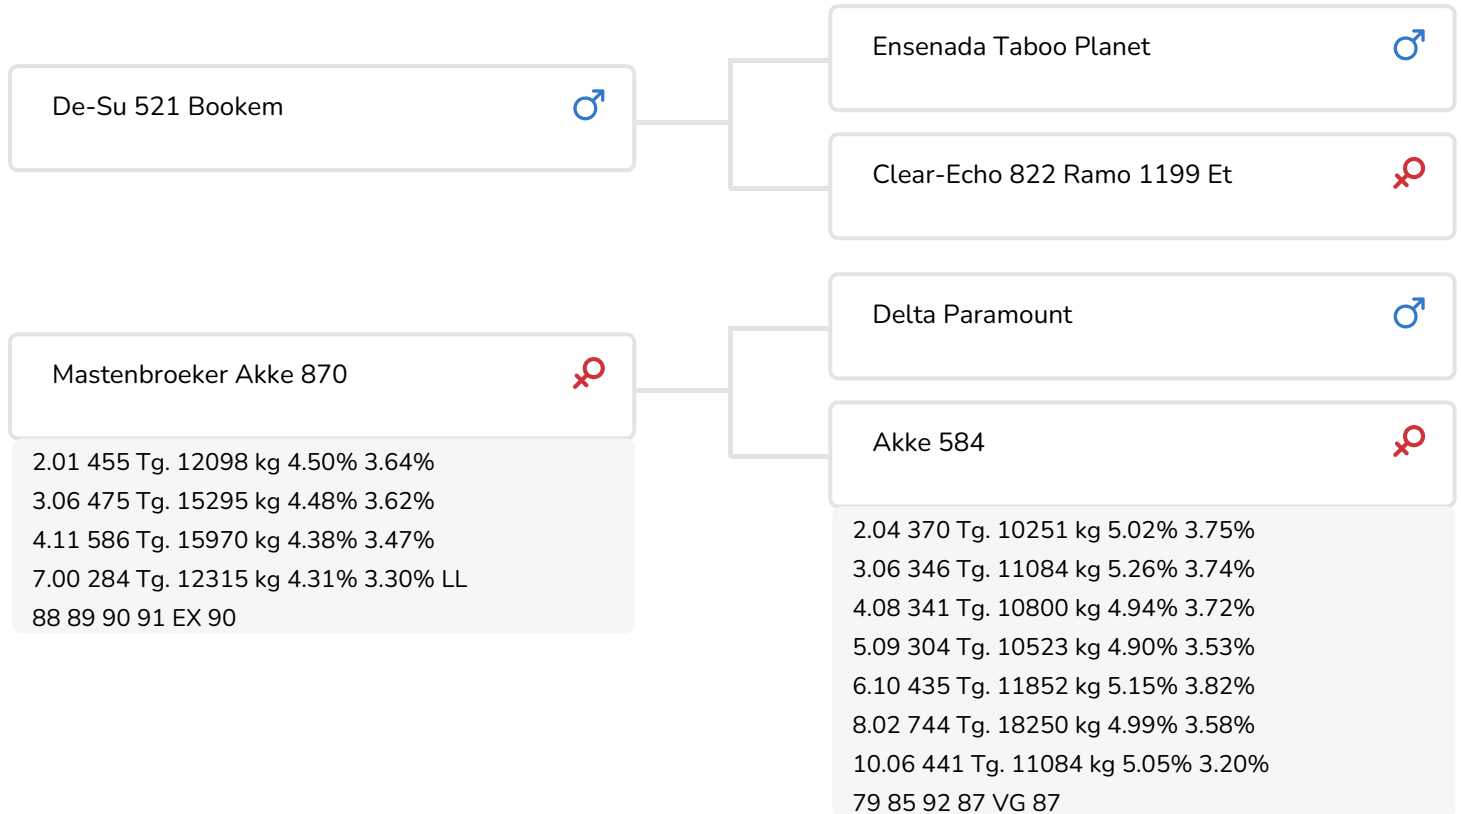 De-Su 521 Bookem
Ensenada Taboo Planet
Clear-Echo 822 Ramo 1199 Et
Mastenbroeker Akke 870
2.01 455 Tg. 12098 kg 4.50% 3.64%
3.06 475 Tg. 15295 kg 4.48% 3.62%
4.11 586 Tg. 15970 kg 4.38% 3.47%
7.00 284 Tg. 12315 kg 4.31% 3.30% LL
88 89 90 91 EX 90
Delta Paramount
Akke 584
2.04 370 Tg. 10251 kg 5.02% 3.75%
3.06 346 Tg. 11084 kg 5.26% 3.74%
4.08 341 Tg. 10800 kg 4.94% 3.72%
5.09 304 Tg. 10523 kg 4.90% 3.53%
6.10 435 Tg. 11852 kg 5.15% 3.82%
8.02 744 Tg. 18250 kg 4.99% 3.58%
10.06 441 Tg. 11084 kg 5.05% 3.20%
79 85 92 87 VG 87